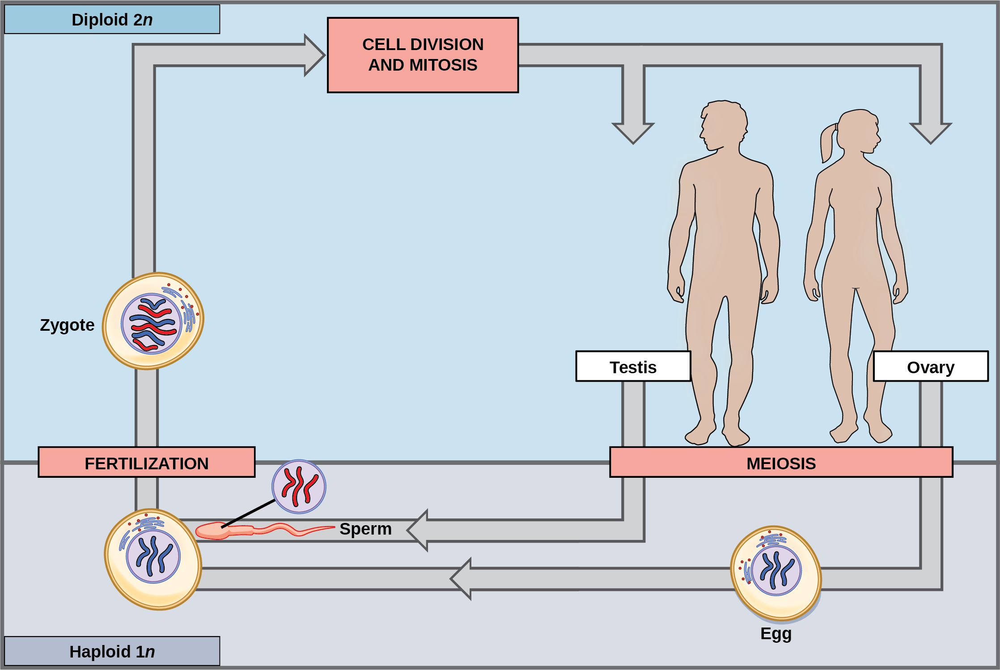 Diploid 2n
CELL DIVISION
AND MITOSIS
Zygote
Testis
Ovary
FERTILIZATION
MEIOSIS
Sperm
Egg
Haploid 1n